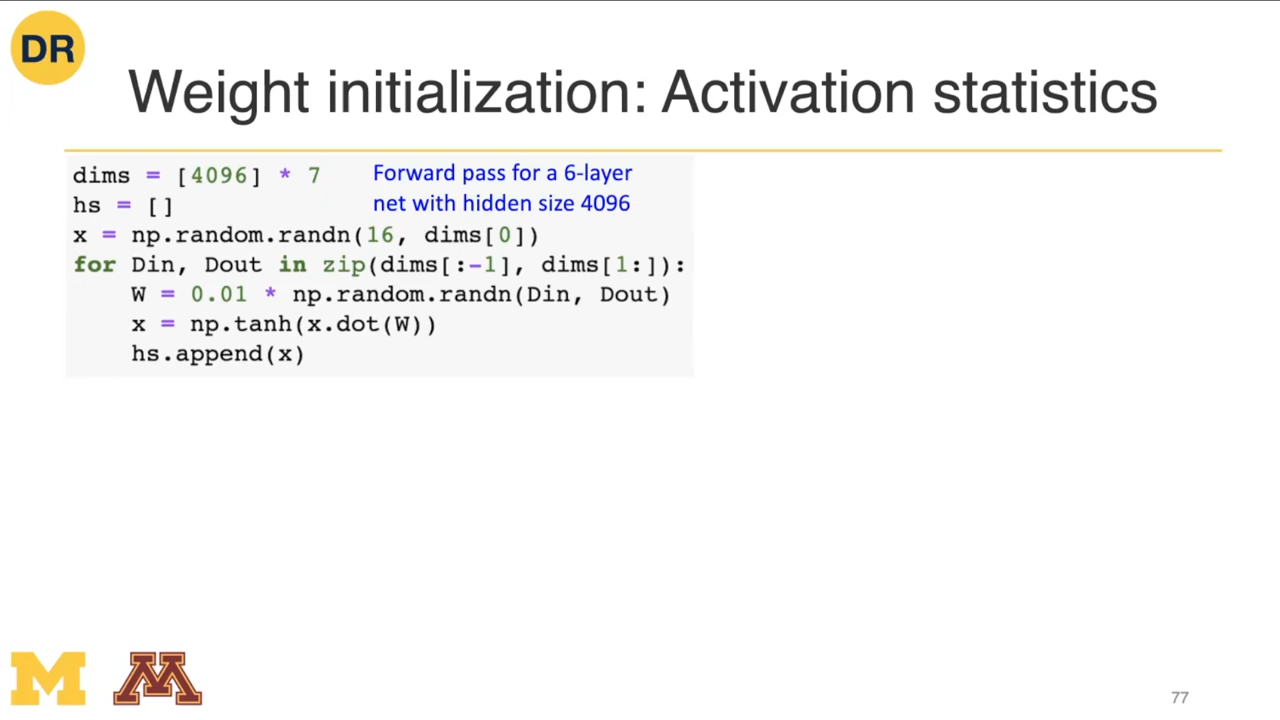 DR
Weight initialization: Activation statistics
dims = [4096] * 7
Forward pass for a 6-layer
hs = []
net with hidden size 4096
x = np.random.randn(16, dims[0])
for Din, Dout in zip(dims[:-1], dims[1:]):
    W = 0.01 * np.random.randn(Din, Dout)
    x = np.tanh(x.dot(W))
    hs.append(x)
M
M
77